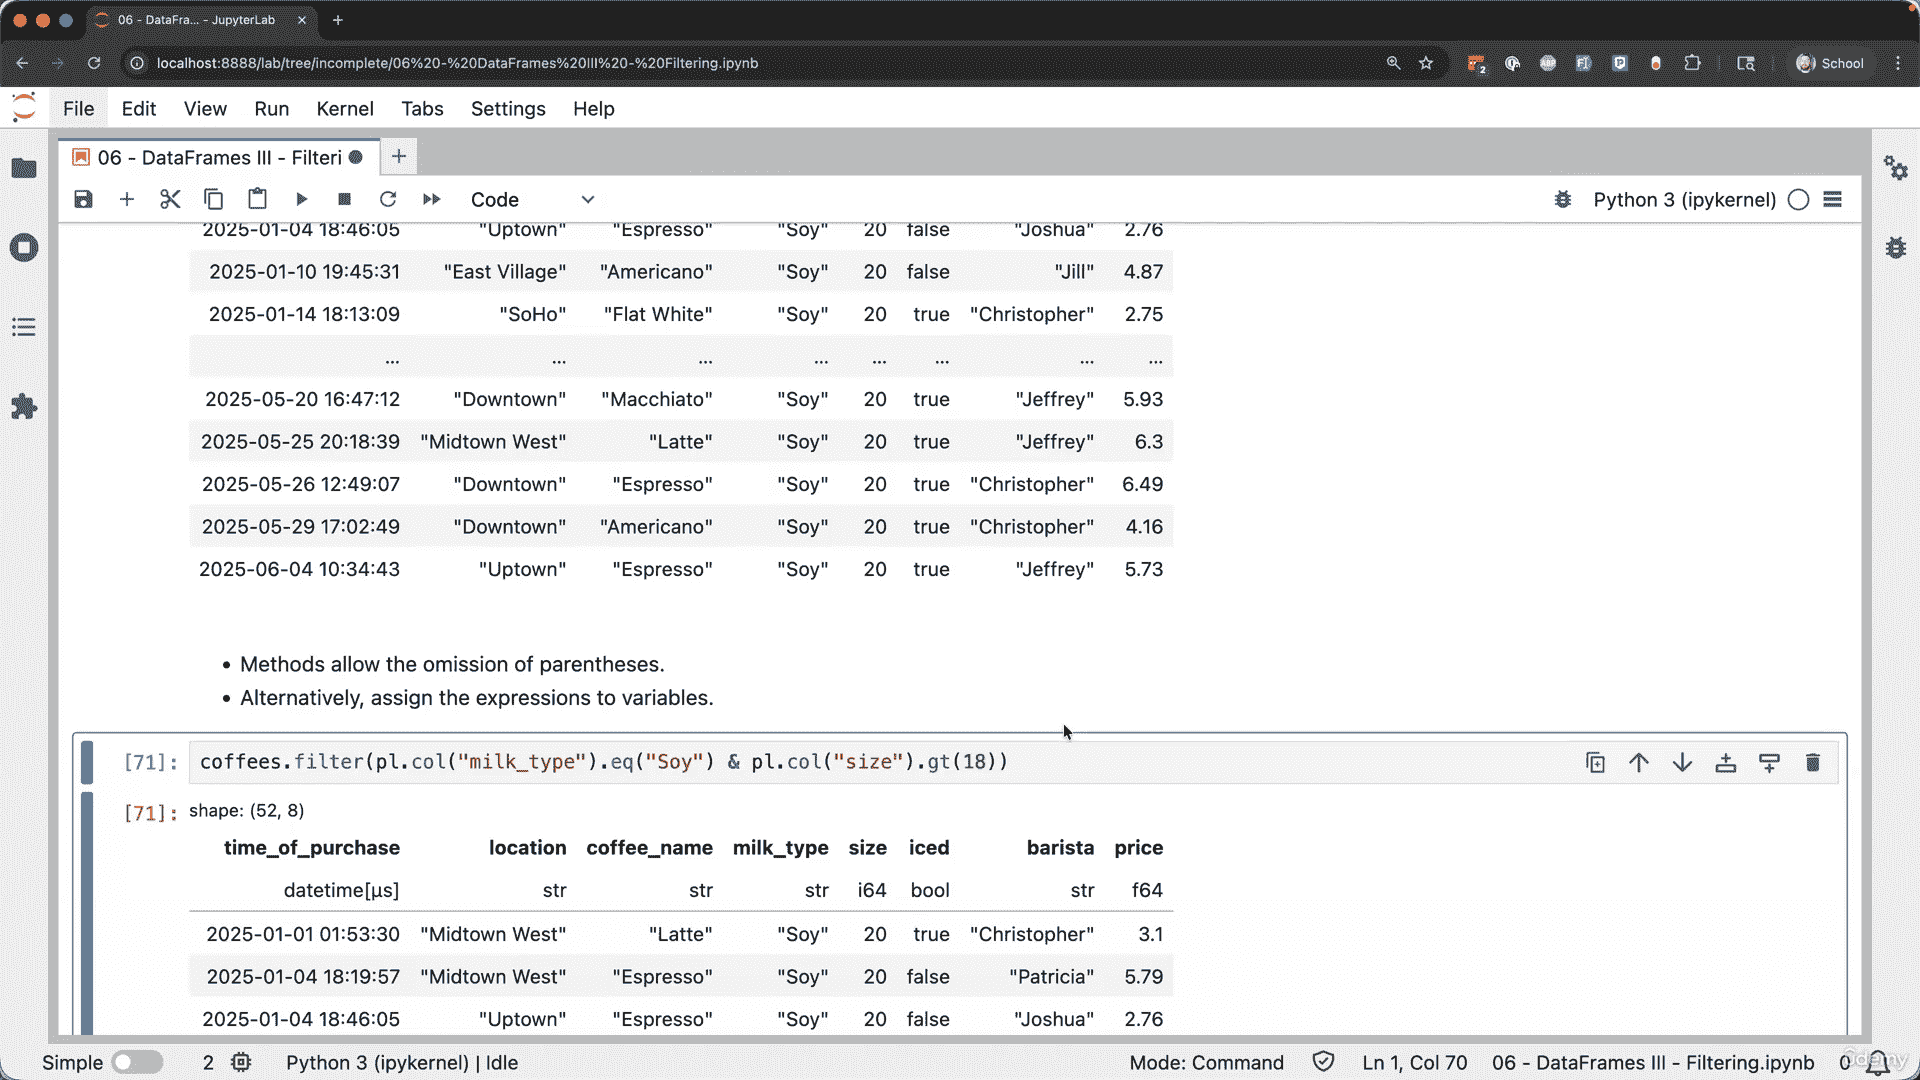 06 - DataFra... - JupyterLab
localhost:8888/lab/tree/incomplete/06%20-%20DataFrames%20III%20-%20Filtering.ipynb
2
ABP
School
File Edit View Run Kernel Tabs Settings Help
06 - DataFrames III - Filteri
Code
Python 3 (ipykernel)
2025-01-04 18:46:05 "Uptown" "Espresso" "Soy" 20 false "Joshua" 2.76
2025-01-10 19:45:31 "East Village" "Americano" "Soy" 20 false "Jill" 4.87
2025-01-14 18:13:09 "SoHo" "Flat White" "Soy" 20 true "Christopher" 2.75
... ... ... ... ... ... ... ...
2025-05-20 16:47:12 "Downtown" "Macchiato" "Soy" 20 true "Jeffrey" 5.93
2025-05-25 20:18:39 "Midtown West" "Latte" "Soy" 20 true "Jeffrey" 6.3
2025-05-26 12:49:07 "Downtown" "Espresso" "Soy" 20 true "Christopher" 6.49
2025-05-29 17:02:49 "Downtown" "Americano" "Soy" 20 true "Christopher" 4.16
2025-06-04 10:34:43 "Uptown" "Espresso" "Soy" 20 true "Jeffrey" 5.73
• Methods allow the omission of parentheses.
• Alternatively, assign the expressions to variables.
[71]: coffees.filter(pl.col("milk_type").eq("Soy") & pl.col("size").gt(18))
[71]: shape: (52, 8)
time_of_purchase location coffee_name milk_type size iced barista price
datetime[μs] str str str i64 bool str f64
2025-01-01 01:53:30 "Midtown West" "Latte" "Soy" 20 true "Christopher" 3.1
2025-01-04 18:19:57 "Midtown West" "Espresso" "Soy" 20 false "Patricia" 5.79
2025-01-04 18:46:05 "Uptown" "Espresso" "Soy" 20 false "Joshua" 2.76
Simple 2 Python 3 (ipykernel) | Idle Mode: Command Ln 1, Col 70 06 - DataFrames III - Filtering.ipynb 0
ûdemy